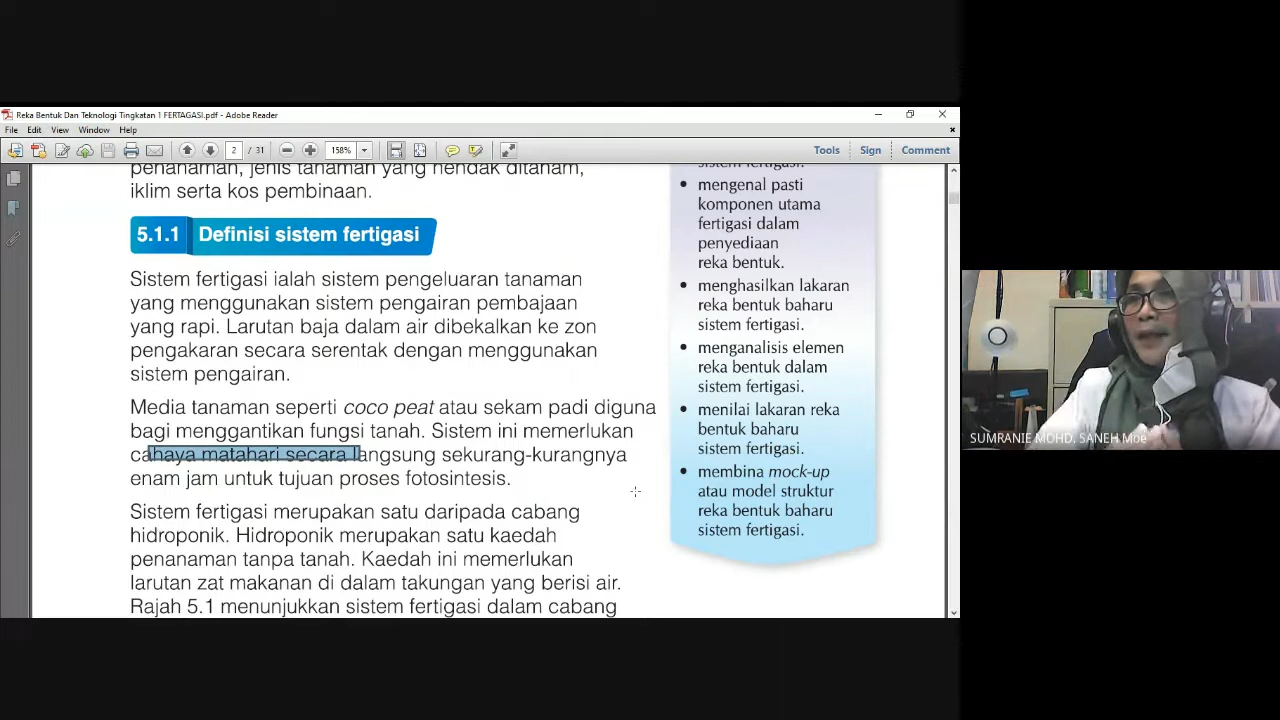 Reka Bentuk Dan Teknologi Tingkatan 1 FERTAGASI.pdf - Adobe Reader
File Edit View Window Help
2 / 31
158%
Tools Sign Comment
penanaman, jenis tanaman yang hendak ditanam,
iklim serta kos pembinaan.
5.1.1 Definisi sistem fertigasi
Sistem fertigasi ialah sistem pengeluaran tanaman
yang menggunakan sistem pengairan pembajaan
yang rapi. Larutan baja dalam air dibekalkan ke zon
pengakaran secara serentak dengan menggunakan
sistem pengairan.
Media tanaman seperti coco peat atau sekam padi diguna
bagi menggantikan fungsi tanah. Sistem ini memerlukan
cahaya matahari secara langsung sekurang-kurangnya
enam jam untuk tujuan proses fotosintesis.
Sistem fertigasi merupakan satu daripada cabang
hidroponik. Hidroponik merupakan satu kaedah
penanaman tanpa tanah. Kaedah ini memerlukan
larutan zat makanan di dalam takungan yang berisi air.
Rajah 5.1 menunjukkan sistem fertigasi dalam cabang
sistem fertigasi.
• mengenal pasti
komponen utama
fertigasi dalam
penyediaan
reka bentuk.
• menghasilkan lakaran
reka bentuk baharu
sistem fertigasi.
• menganalisis elemen
reka bentuk dalam
sistem fertigasi.
• menilai lakaran reka
bentuk baharu
sistem fertigasi.
• membina mock-up
atau model struktur
reka bentuk baharu
sistem fertigasi.
SUMRANIE MOHD. SANEH Moe